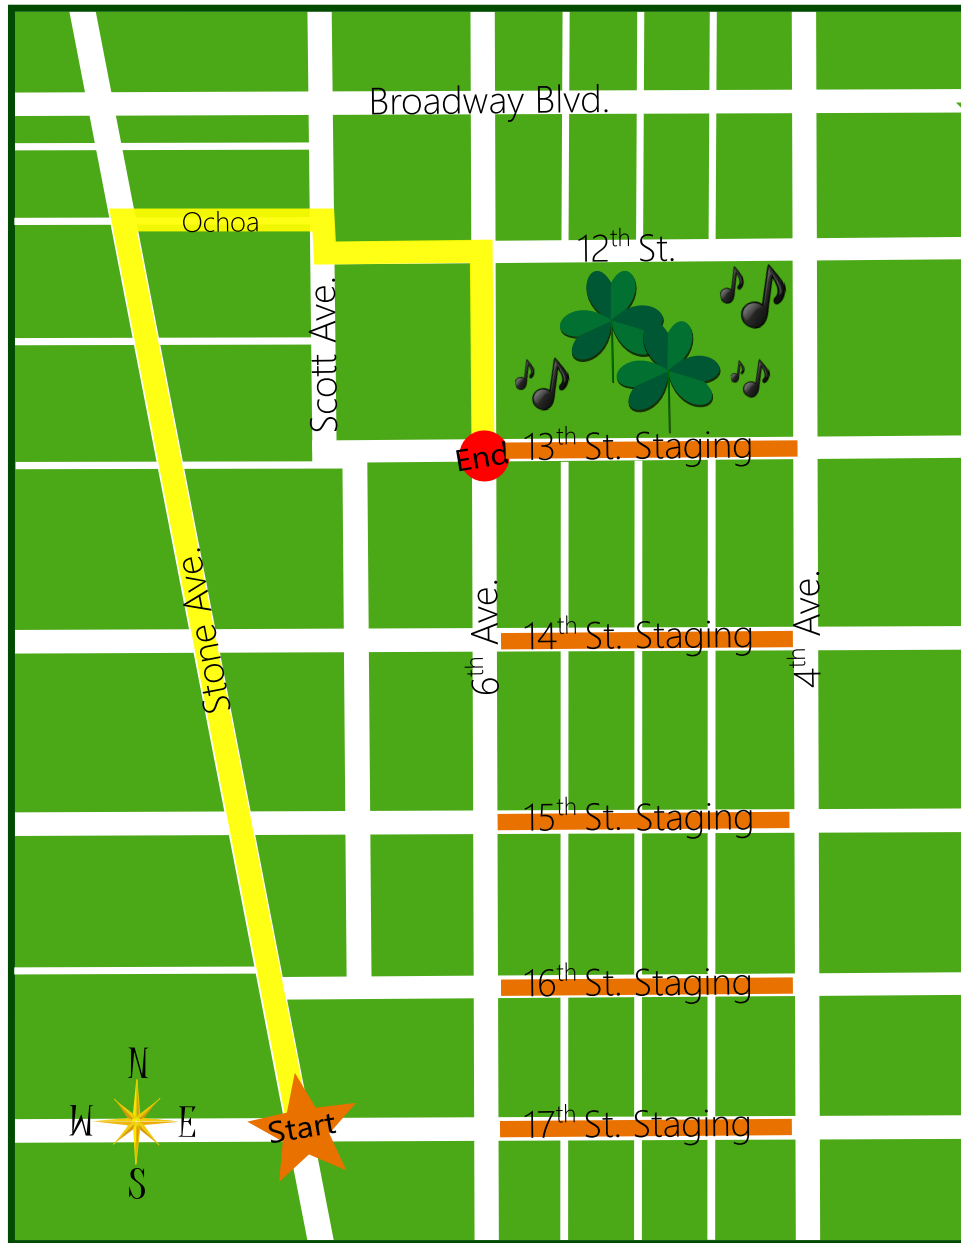 Broadway Blvd.
Ochoa
12th St.
Scott Ave.
End
13th St. Staging
Stone Ave.
6th Ave.
4th Ave.
14th St. Staging
15th St. Staging
16th St. Staging
N
W E
S
Start
17th St. Staging